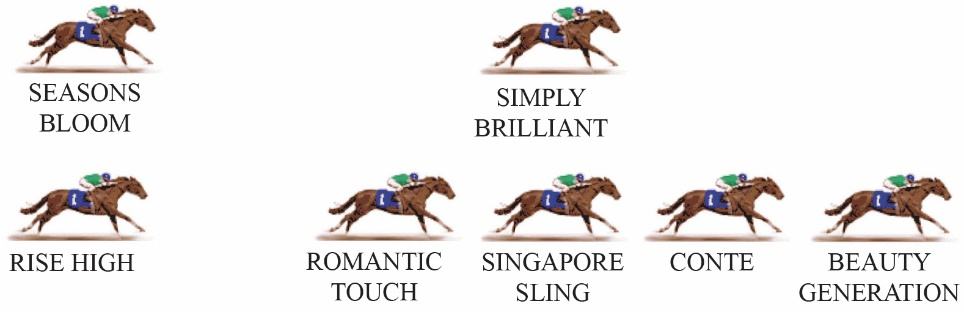 SEASONS
BLOOM
SIMPLY
BRILLIANT
RISE HIGH
ROMANTIC
TOUCH
SINGAPORE
SLING
CONTE
BEAUTY
GENERATION